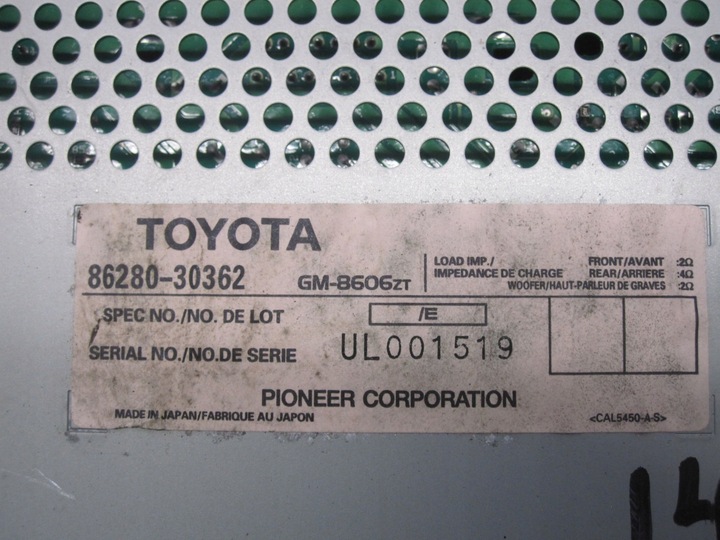 TOYOTA
86280-30362 GM-8606ZT
LOAD IMP./ FRONT/AVANT :2Ω
IMPEDANCE DE CHARGE REAR/ARRIERE :4Ω
WOOFER/HAUT-PARLEUR DE GRAVES :2Ω
SPEC NO./NO. DE LOT /E
SERIAL NO./NO.DE SERIE UL001519
PIONEER CORPORATION
MADE IN JAPAN/FABRIQUE AU JAPON <CAL5450-A-S>
14